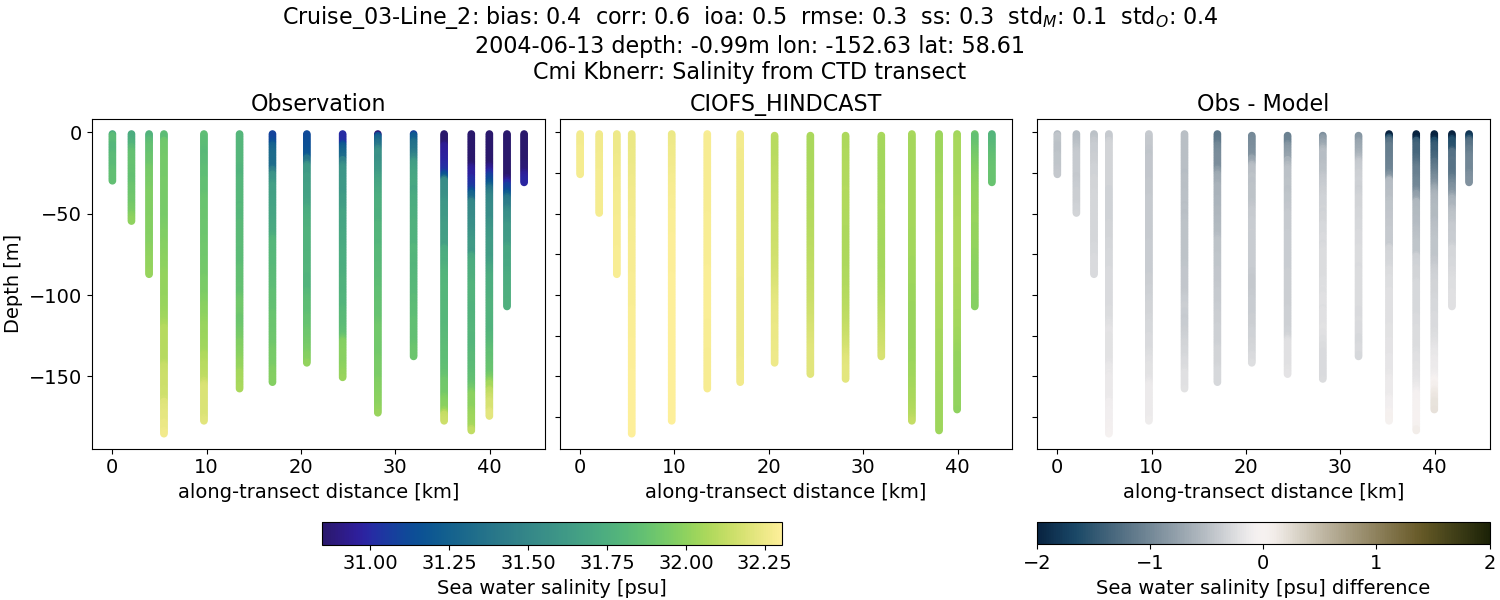 Cruise_03-Line_2: bias: 0.4 corr: 0.6 ioa: 0.5 rmse: 0.3 ss: 0.3 std_M: 0.1 std_O: 0.4
2004-06-13 depth: -0.99m lon: -152.63 lat: 58.61
Cmi Kbnerr: Salinity from CTD transect
Observation
CIOFS_HINDCAST
Obs - Model
Depth [m]
0
−50
−100
−150
0 10 20 30 40
0 10 20 30 40
0 10 20 30 40
along-transect distance [km]
along-transect distance [km]
along-transect distance [km]
31.00 31.25 31.50 31.75 32.00 32.25
Sea water salinity [psu]
−2 −1 0 1 2
Sea water salinity [psu] difference